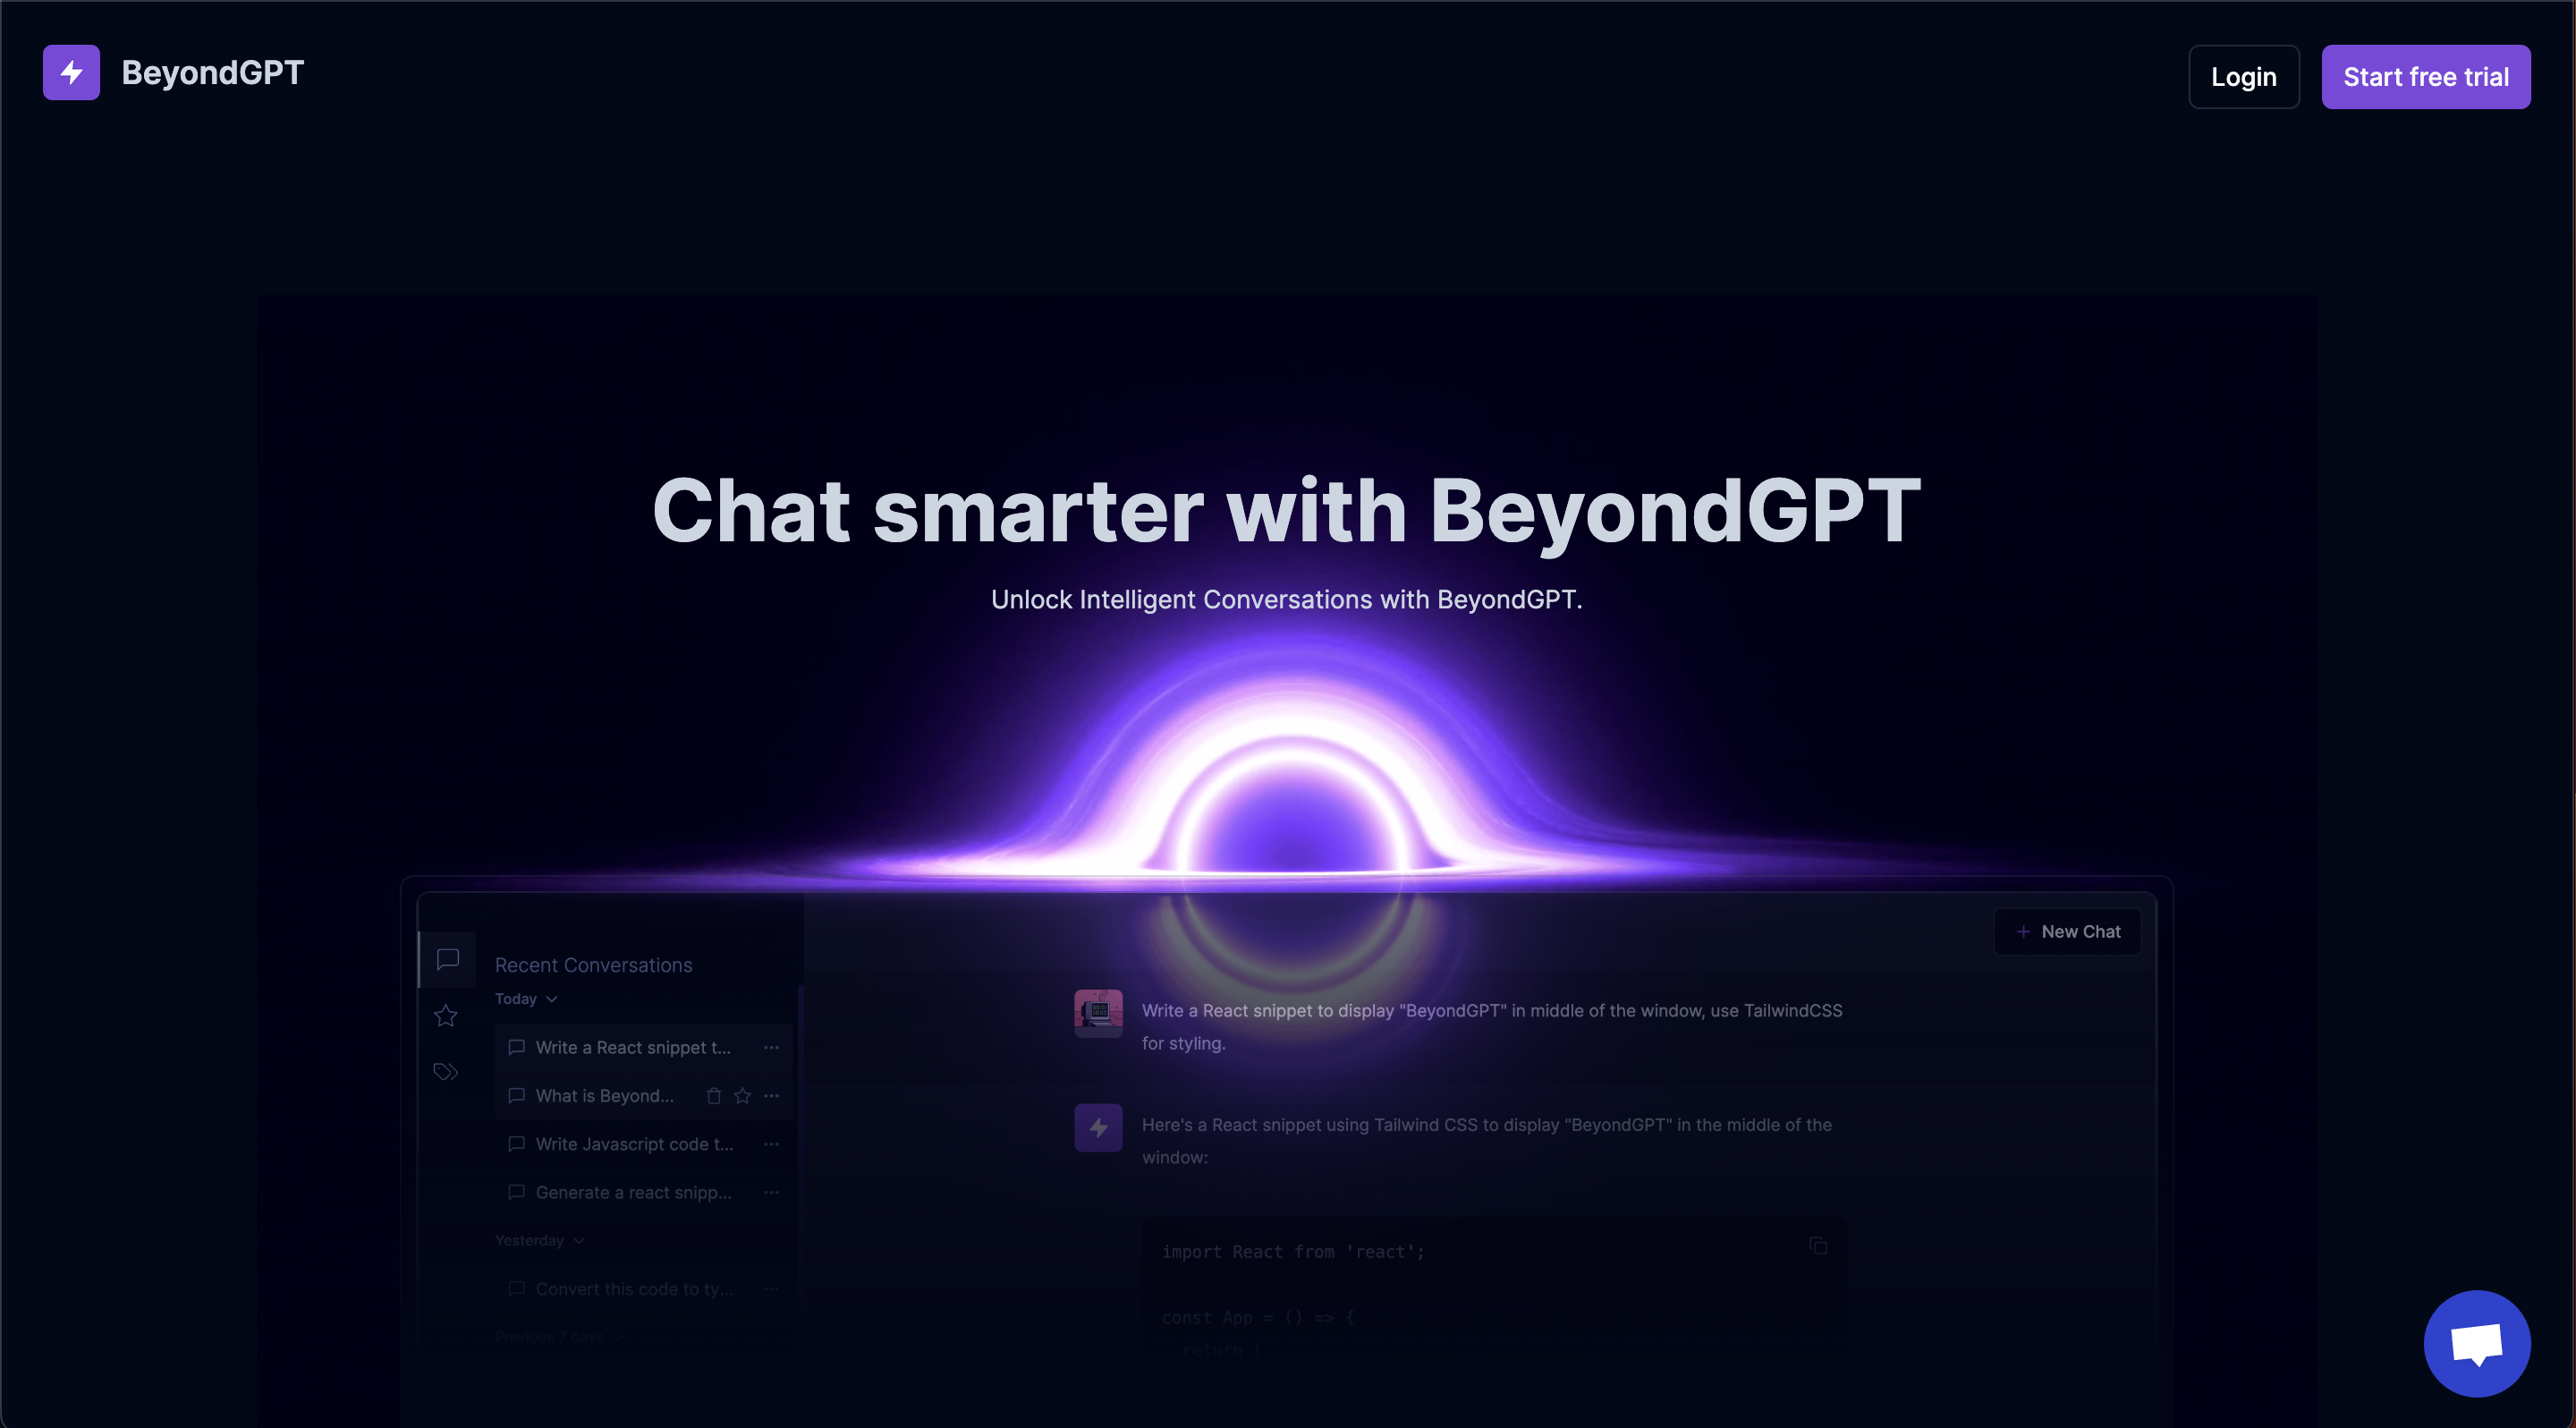 BeyondGPT
Login
Start free trial
Chat smarter with BeyondGPT
Unlock Intelligent Conversations with BeyondGPT.
New Chat
Recent Conversations
Today
Write a React snippet t...
What is Beyond...
Write Javascript code t...
Generate a react snipp...
Yesterday
Convert this code to ty...
Previous 7 days
Write a React snippet to display "BeyondGPT" in middle of the window, use TailwindCSS
for styling.
Here's a React snippet using Tailwind CSS to display "BeyondGPT" in the middle of the
window:
import React from 'react';
const App = () => {
return (